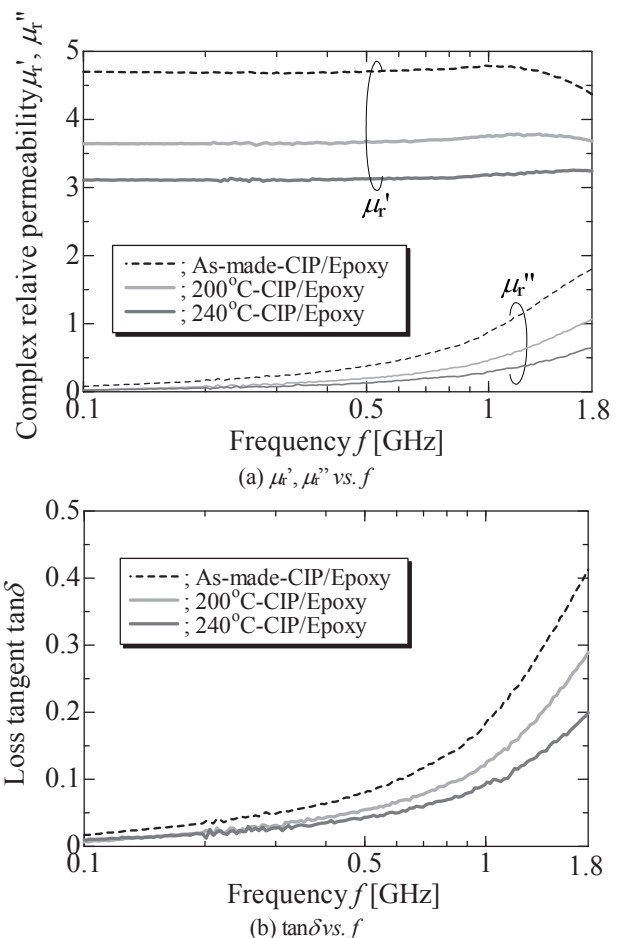 (a)
Complex relaive permeability μr', μr"
5
4
3
2
1
0
μr'
; As-made-CIP/Epoxy
; 200°C-CIP/Epoxy
; 240°C-CIP/Epoxy
μr"
0.1
0.5
1
1.8
Frequency f [GHz]
(a) μr', μr" vs. f
Loss tangent tanδ
0.5
0.4
0.3
0.2
0.1
0
; As-made-CIP/Epoxy
; 200°C-CIP/Epoxy
; 240°C-CIP/Epoxy
0.1
0.5
1
1.8
Frequency f [GHz]
(b) tanδ vs. f